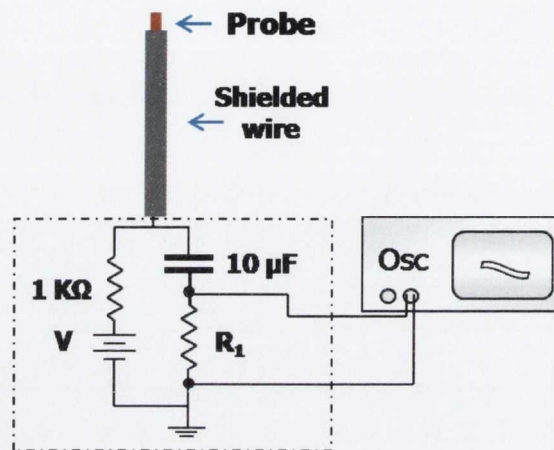 Probe
Shielded
wire
10 µF
Osc
1 KΩ
V
R₁